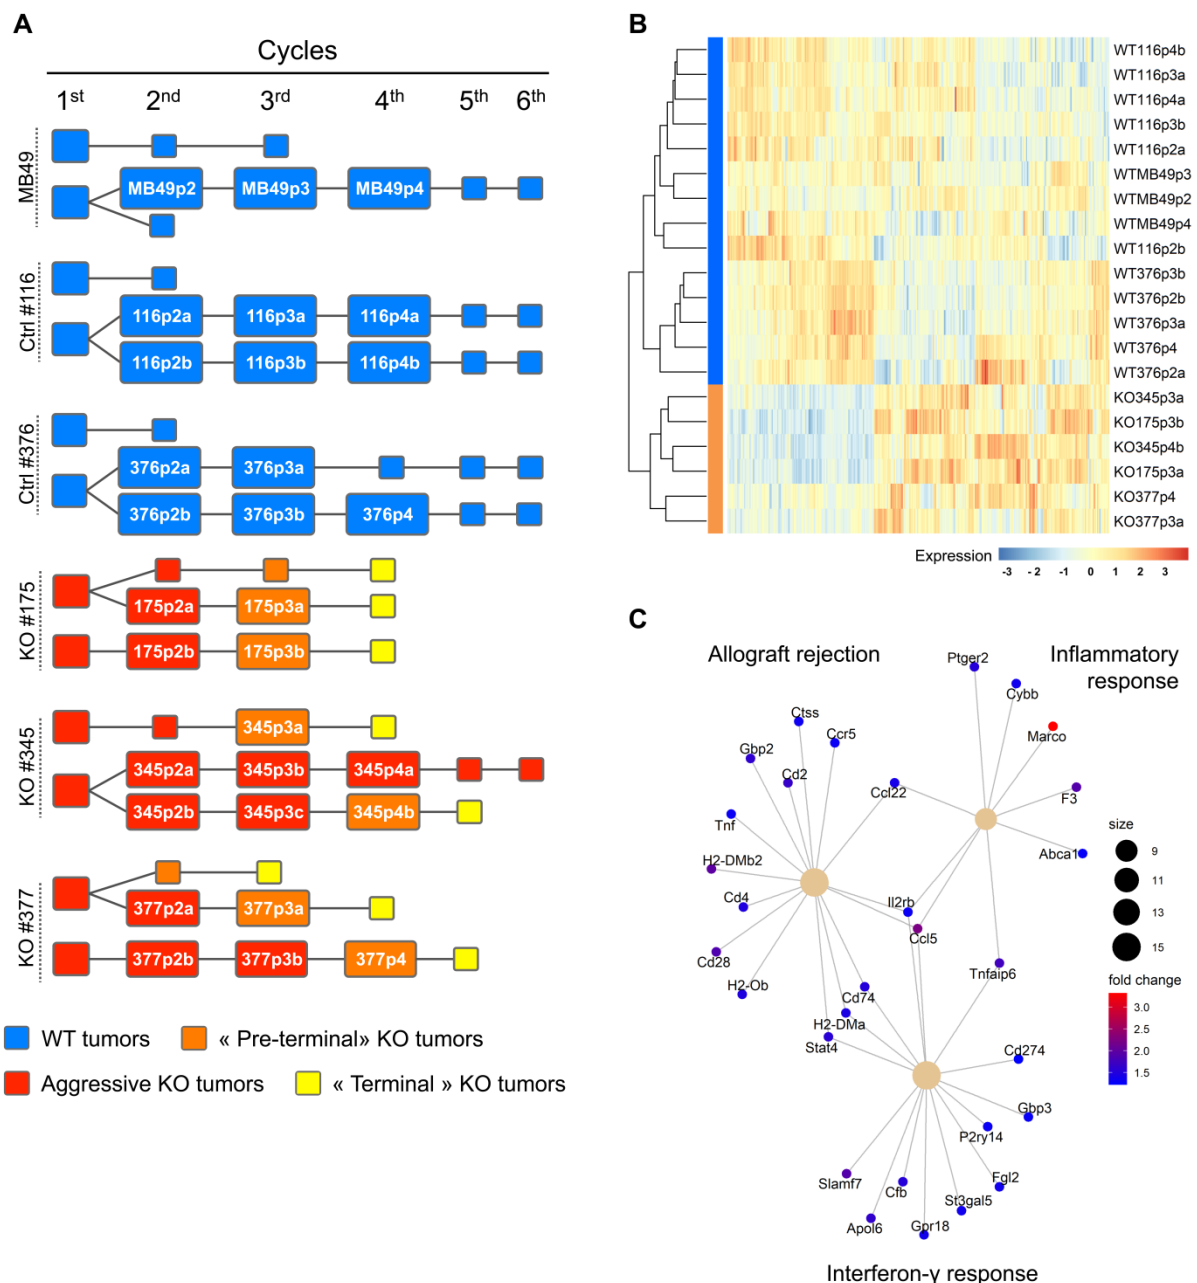 A
Cycles
1st 2nd 3rd 4th 5th 6th
MB49
MB49p2 MB49p3 MB49p4
Ctrl #116
116p2a 116p3a 116p4a
116p2b 116p3b 116p4b
Ctrl #376
376p2a 376p3a
376p2b 376p3b 376p4
KO #175
175p2a 175p3a
175p2b 175p3b
KO #345
345p3a
345p2a 345p3b 345p4a
345p2b 345p3c 345p4b
KO #377
377p2a 377p3a
377p2b 377p3b 377p4
WT tumors
« Pre-terminal» KO tumors
Aggressive KO tumors
« Terminal » KO tumors
B
WT116p4b
WT116p3a
WT116p4a
WT116p3b
WT116p2a
WTMB49p3
WTMB49p2
WTMB49p4
WT116p2b
WT376p3b
WT376p2b
WT376p3a
WT376p4
WT376p2a
KO345p3a
KO175p3b
KO345p4b
KO175p3a
KO377p4
KO377p3a
Expression
-3 -2 -1 0 1 2 3
C
Allograft rejection
Inflammatory
response
Ptger2
Cybb
Marco
F3
Abca1
Ctss
Ccr5
Gbp2
Cd2
Ccl22
Tnf
H2-DMb2
Cd4
Cd28
H2-Ob
Il2rb
Ccl5
Tnfaip6
Cd74
H2-DMa
Stat4
Cd274
Gbp3
P2ry14
Fgl2
St3gal5
Gpr18
Cfb
Apol6
Slamf7
Interferon-γ response
size
9
11
13
15
fold change
3.0
2.5
2.0
1.5